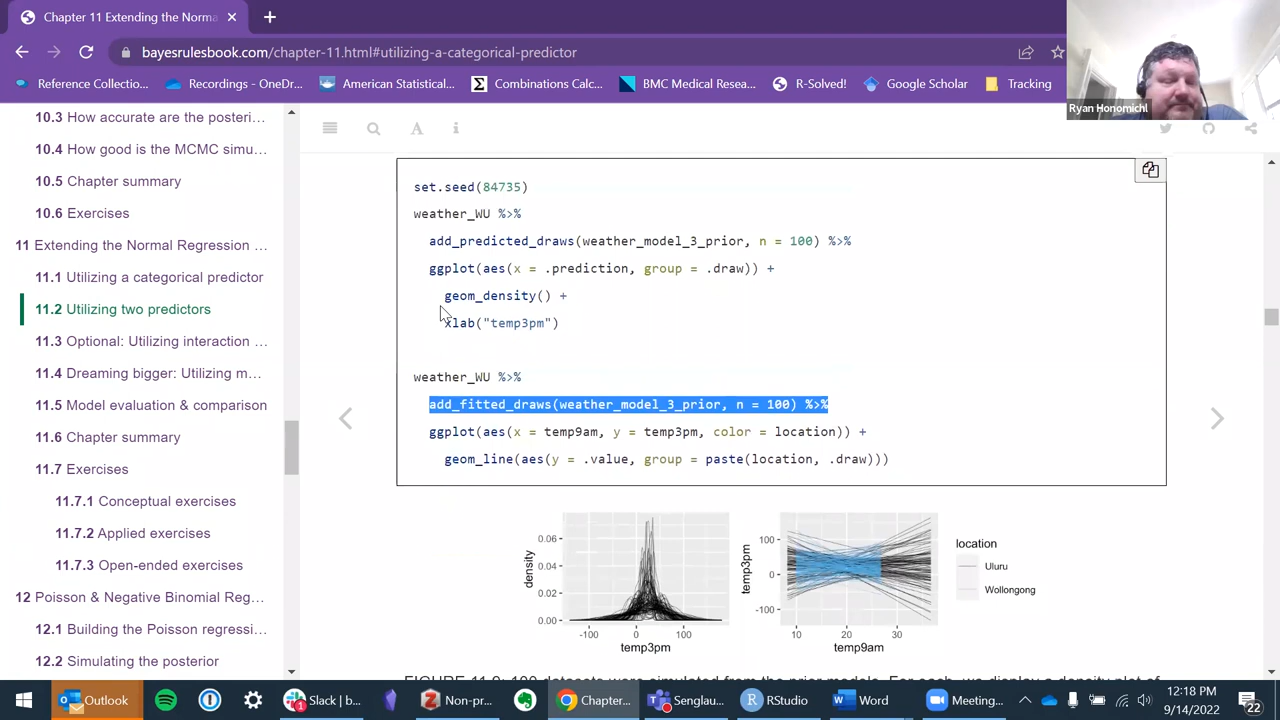 Chapter 11 Extending the Norma
bayesrulesbook.com/chapter-11.html#utilizing-a-categorical-predictor
Reference Collectio...
Recordings - OneDr...
American Statistical...
Combinations Calc...
BMC Medical Resea...
R-Solved!
Google Scholar
Tracking
Ryan Honomichl
10.3 How accurate are the posteri...
10.4 How good is the MCMC simu...
10.5 Chapter summary
10.6 Exercises
11 Extending the Normal Regression ...
11.1 Utilizing a categorical predictor
11.2 Utilizing two predictors
11.3 Optional: Utilizing interaction ...
11.4 Dreaming bigger: Utilizing m...
11.5 Model evaluation & comparison
11.6 Chapter summary
11.7 Exercises
11.7.1 Conceptual exercises
11.7.2 Applied exercises
11.7.3 Open-ended exercises
12 Poisson & Negative Binomial Reg...
12.1 Building the Poisson regressi...
12.2 Simulating the posterior
set.seed(84735)
weather_WU %>%
add_predicted_draws(weather_model_3_prior, n = 100) %>%
ggplot(aes(x = .prediction, group = .draw)) +
geom_density() +
xlab("temp3pm")
weather_WU %>%
add_fitted_draws(weather_model_3_prior, n = 100) %>%
ggplot(aes(x = temp9am, y = temp3pm, color = location)) +
geom_line(aes(y = .value, group = paste(location, .draw)))
density
0.06
0.04
0.02
0.00
-100 0 100
temp3pm
temp3pm
100
0
-100
10 20 30
temp9am
location
Uluru
Wollongong
Outlook
Slack | b...
Non-pr...
Chapter...
Senglau...
RStudio
Word
Meeting...
12:18 PM
9/14/2022
22